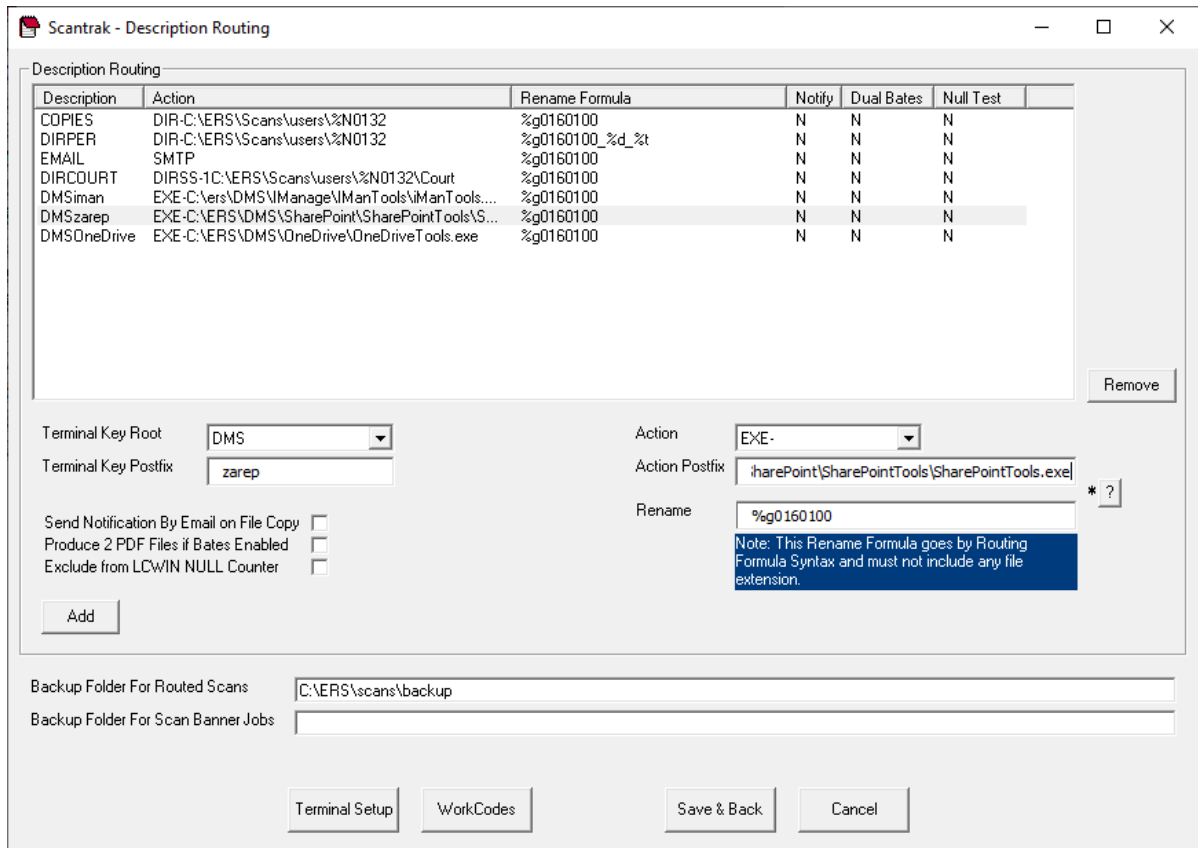 Scantrak - Description Routing
Description Routing
Description Action Rename Formula Notify Dual Bates Null Test
COPIES DIR-C:\ERS\Scans\users\%N0132 %g0160100 N N N
DIRPER DIR-C:\ERS\Scans\users\%N0132 %g0160100_%d_%t N N N
EMAIL SMTP %g0160100 N N N
DIRCOURT DIRSS-1C:\ERS\Scans\users\%N0132\Court %g0160100 N N N
DMSiman EXE-C:\ers\DMS\IManage\IManTools\iManTools.... %g0160100 N N N
DMSzarep EXE-C:\ERS\DMS\SharePoint\SharePointTools\S... %g0160100 N N N
DMSOneDrive EXE-C:\ERS\DMS\OneDrive\OneDriveTools.exe %g0160100 N N N
Remove
Terminal Key Root DMS Action EXE-
Terminal Key Postfix zarep Action Postfix harePoint\SharePointTools\SharePointTools.exe
* ?
Rename %g0160100
Send Notification By Email on File Copy
Produce 2 PDF Files if Bates Enabled
Exclude from LCWIN NULL Counter
Note: This Rename Formula goes by Routing
Formula Syntax and must not include any file
extension.
Add
Backup Folder For Routed Scans C:\ERS\scans\backup
Backup Folder For Scan Banner Jobs
Terminal Setup WorkCodes Save & Back Cancel